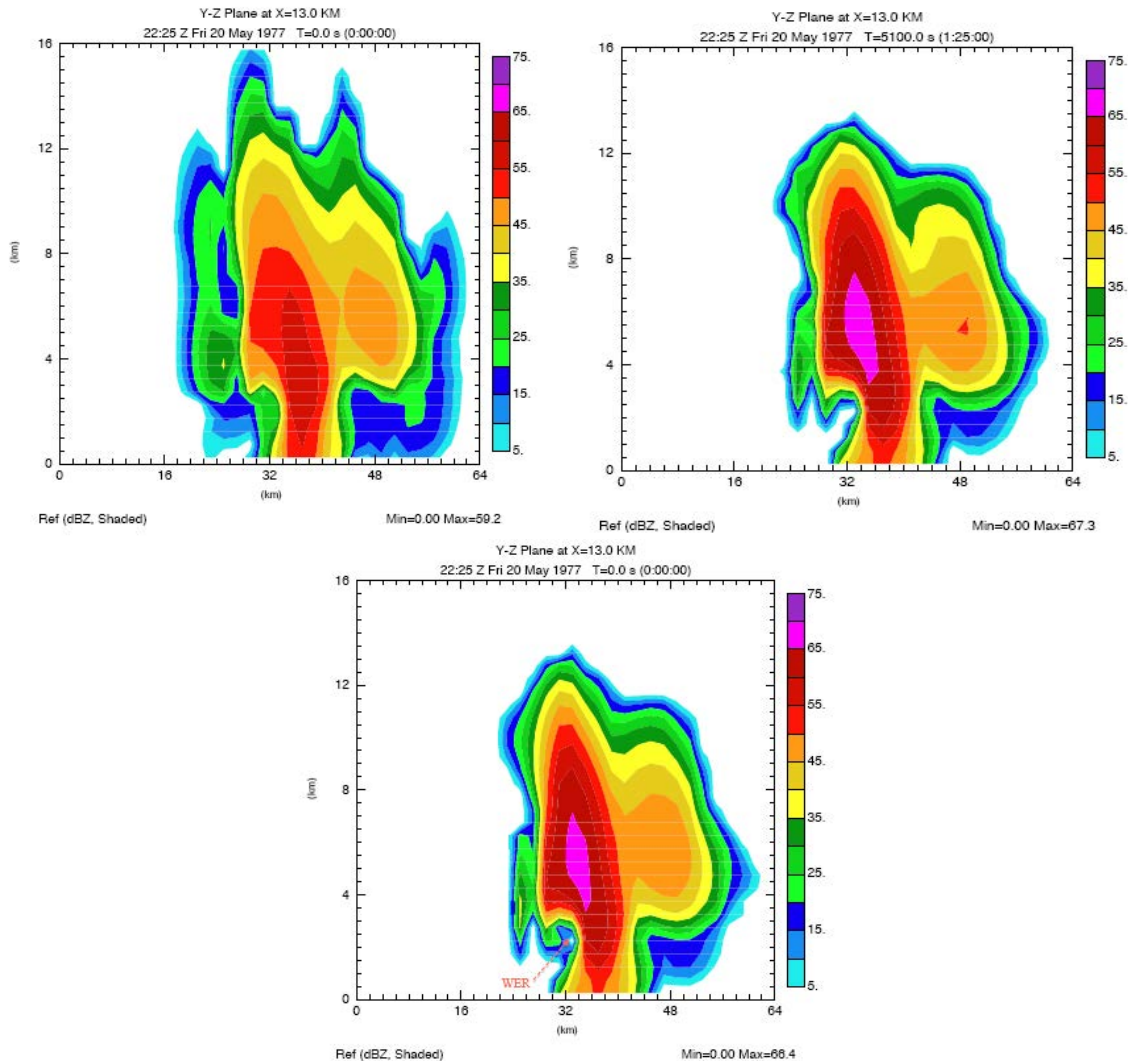 Y-Z Plane at X=13.0 KM
22:25 Z Fri 20 May 1977 T=0.0 s (0:00:00)
16
12
8
4
0
(km)
0 16 32 48 64
(km)
75.
65.
55.
45.
35.
25.
15.
5.
Ref (dBZ, Shaded) Min=0.00 Max=59.2
Y-Z Plane at X=13.0 KM
22:25 Z Fri 20 May 1977 T=5100.0 s (1:25:00)
16
12
8
4
0
(km)
0 16 32 48 64
(km)
75.
65.
55.
45.
35.
25.
15.
5.
Ref (dBZ, Shaded) Min=0.00 Max=67.3
Y-Z Plane at X=13.0 KM
22:25 Z Fri 20 May 1977 T=0.0 s (0:00:00)
16
12
8
4
0
(km)
WER
0 16 32 48 64
(km)
75.
65.
55.
45.
35.
25.
15.
5.
Ref (dBZ, Shaded) Min=0.00 Max=66.4